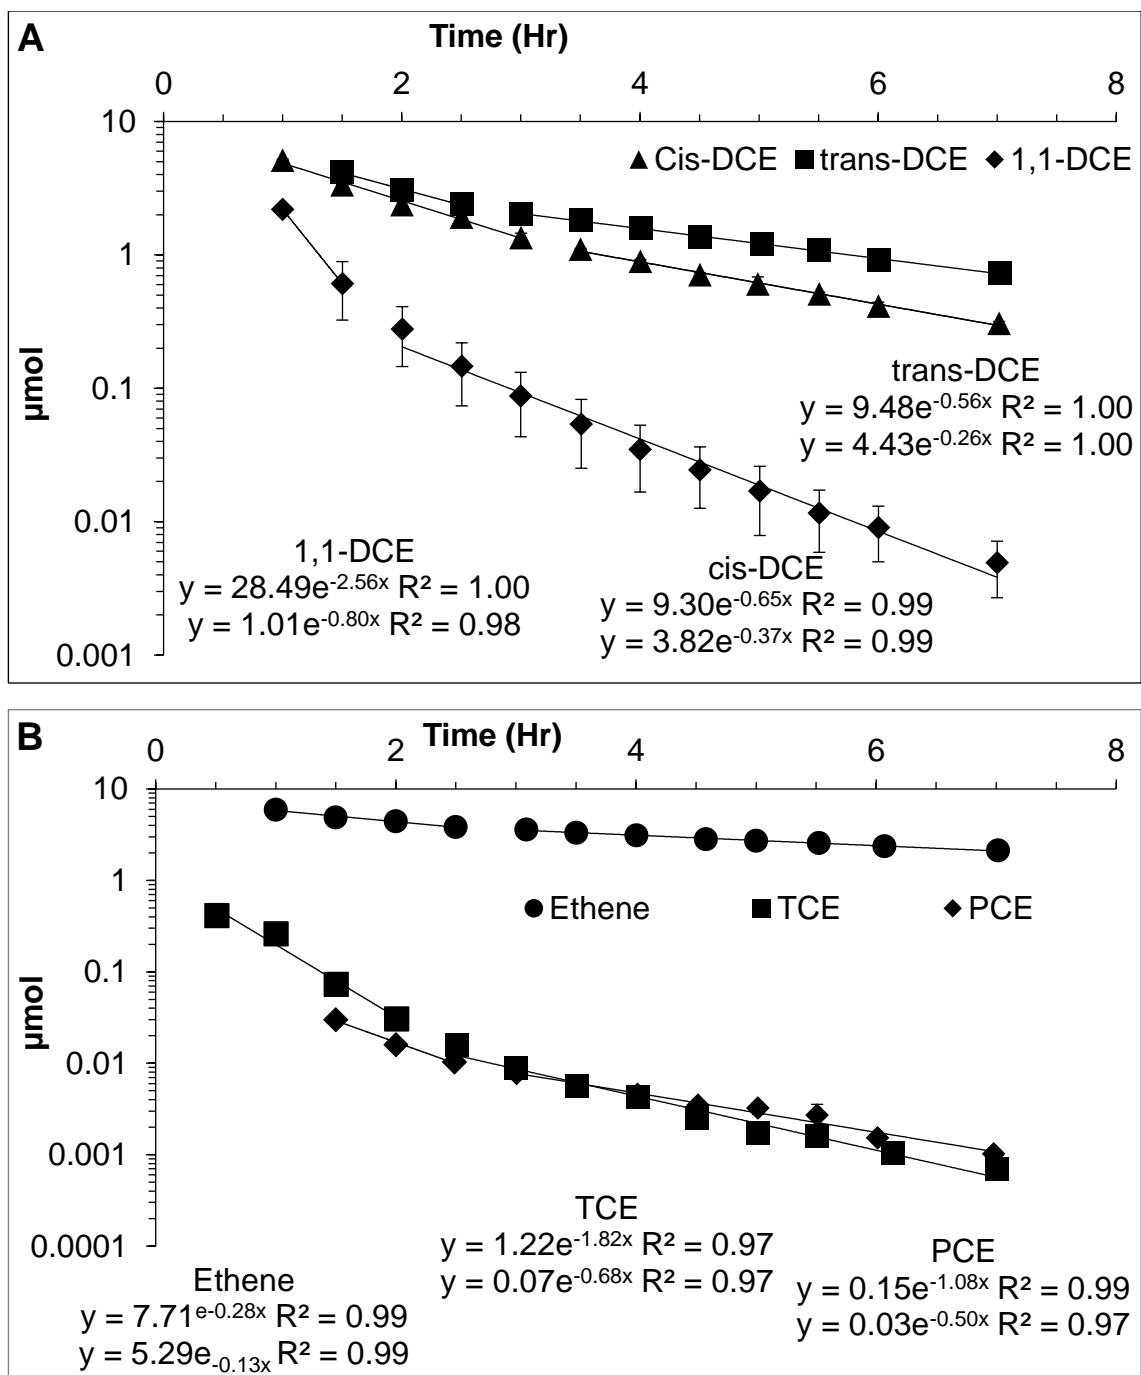 A
Time (Hr)
0 2 4 6 8
10
Cis-DCE trans-DCE 1,1-DCE
1
µmol
0.1
trans-DCE
y = 9.48e^-0.56x R² = 1.00
y = 4.43e^-0.26x R² = 1.00
0.01
1,1-DCE
y = 28.49e^-2.56x R² = 1.00
y = 1.01e^-0.80x R² = 0.98
cis-DCE
y = 9.30e^-0.65x R² = 0.99
y = 3.82e^-0.37x R² = 0.99
0.001
B
Time (Hr)
0 2 4 6 8
10
1
Ethene TCE PCE
0.1
µmol
0.01
0.001
0.0001
TCE
y = 1.22e^-1.82x R² = 0.97
y = 0.07e^-0.68x R² = 0.97
PCE
y = 0.15e^-1.08x R² = 0.99
y = 0.03e^-0.50x R² = 0.97
Ethene
y = 7.71^e-0.28x R² = 0.99
y = 5.29e_-0.13x R² = 0.99